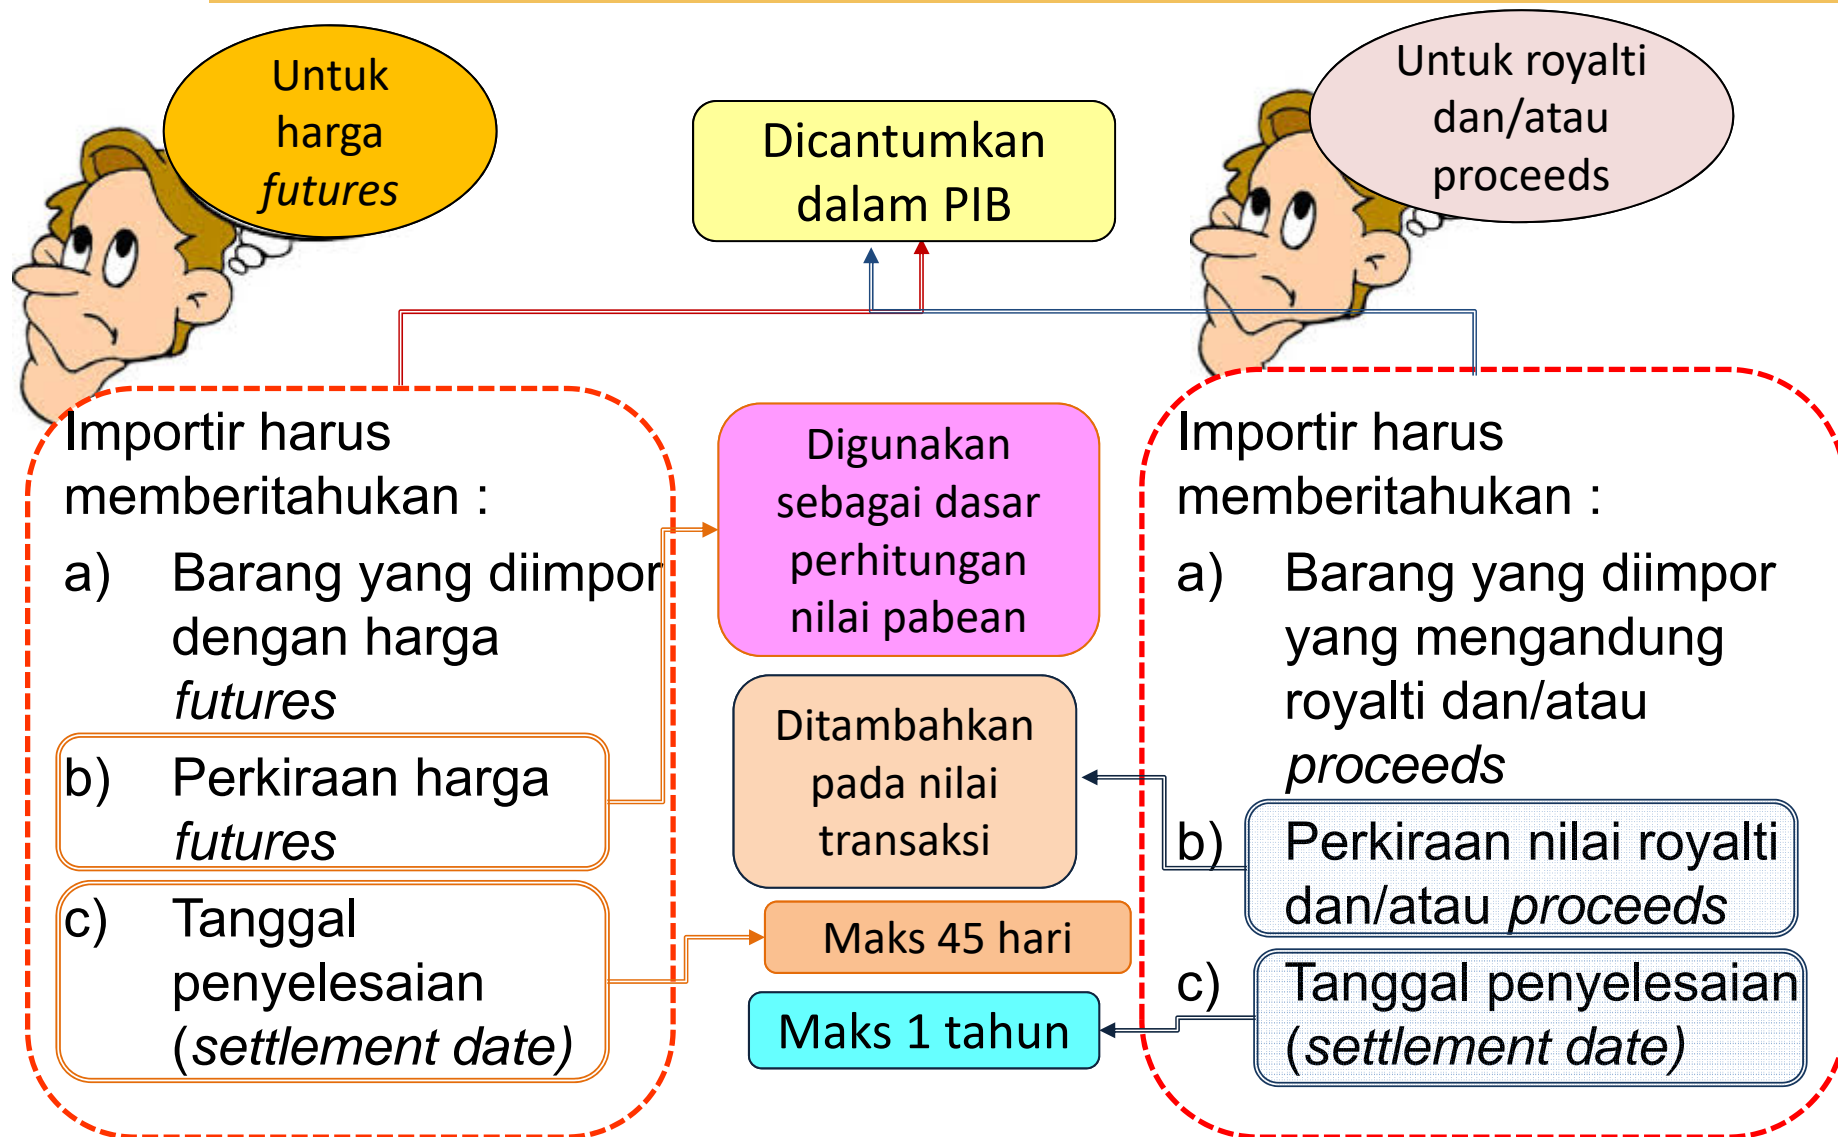 Untuk
harga
futures
Dicantumkan
dalam PIB
Untuk royalti
dan/atau
proceeds
Importir harus
memberitahukan :
a) Barang yang diimpor
dengan harga
futures
b) Perkiraan harga
futures
c) Tanggal
penyelesaian
(settlement date)
Digunakan
sebagai dasar
perhitungan
nilai pabean
Ditambahkan
pada nilai
transaksi
Maks 45 hari
Maks 1 tahun
Importir harus
memberitahukan :
a) Barang yang diimpor
yang mengandung
royalti dan/atau
proceeds
b) Perkiraan nilai royalti
dan/atau proceeds
c) Tanggal penyelesaian
(settlement date)